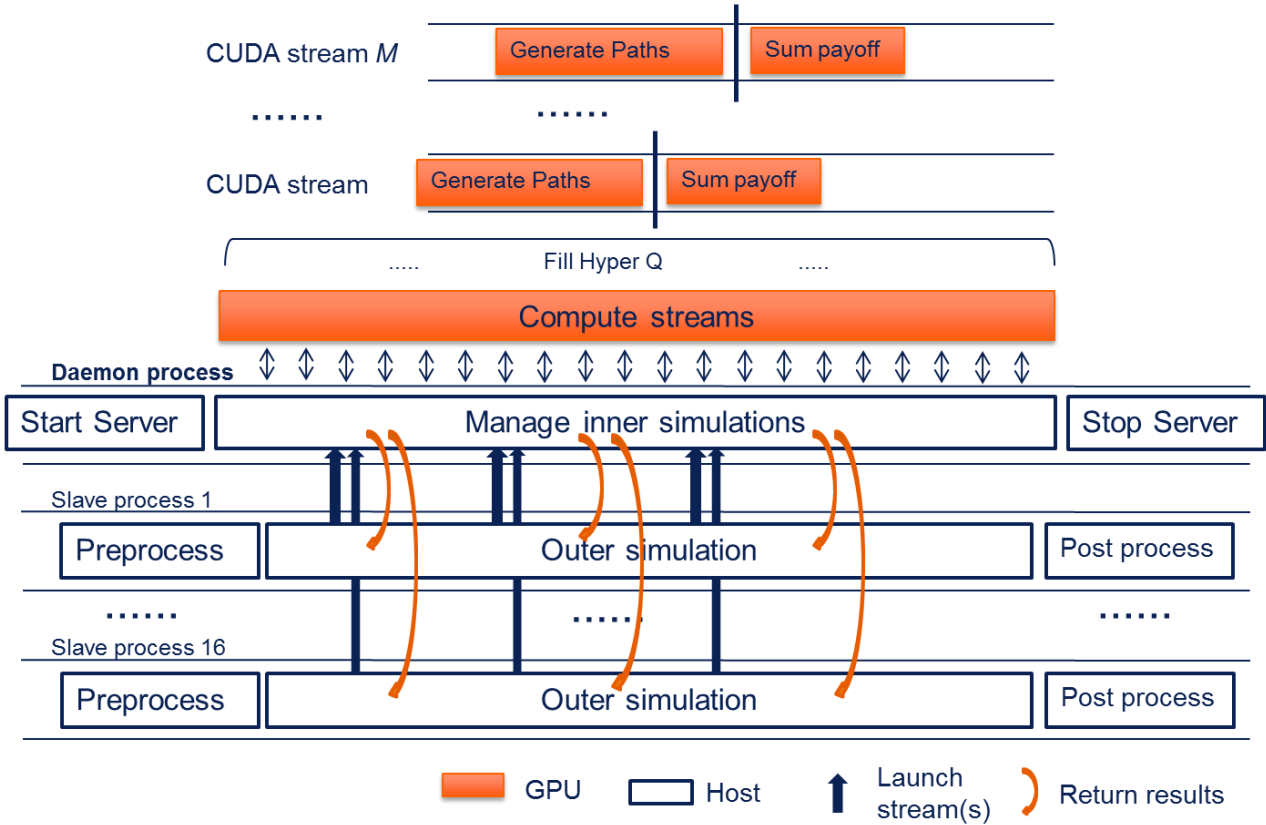 CUDA stream M
Generate Paths
Sum payoff
......
......
CUDA stream
Generate Paths
Sum payoff
.....
Fill Hyper Q
.....
Compute streams
Daemon process
Start Server
Manage inner simulations
Stop Server
Slave process 1
Preprocess
Outer simulation
Post process
......
......
......
Slave process 16
Preprocess
Outer simulation
Post process
GPU
Host
Launch
stream(s)
Return results